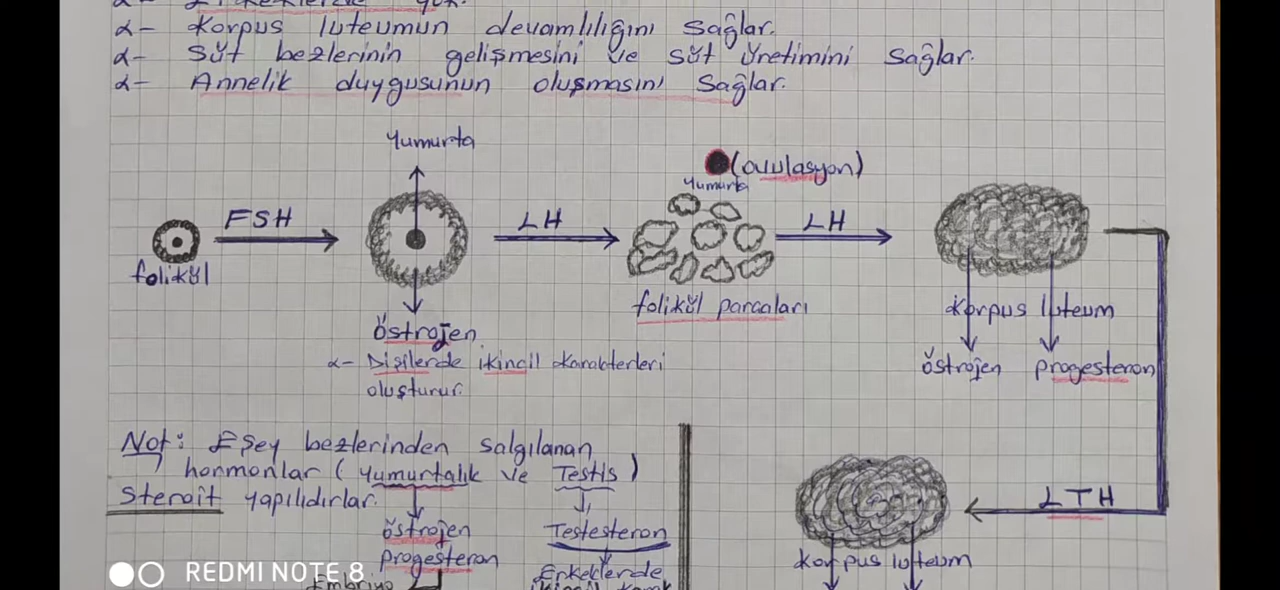 α- Korpus luteumun devamlılığını sağlar.
α- Süt bezlerinin gelişmesini ve süt üretimini sağlar.
α- Annelik duygusunun oluşmasını sağlar.
Yumurta
(ovulasyon)
Yumurta
FSH
LH
LH
folikül
folikül parçaları
Korpus luteum
östrojen
α- Dişilerde ikincil karakterleri
oluşturur.
östrojen progesteron
Not: Eşey bezlerinden salgılanan
hormonlar (yumurtalık ve Testis)
Steroit yapılıdırlar.
östrojen
progesteron
Testesteron
Erkeklerde
Embriyo
LTH
korpus luteum
REDMI NOTE 8